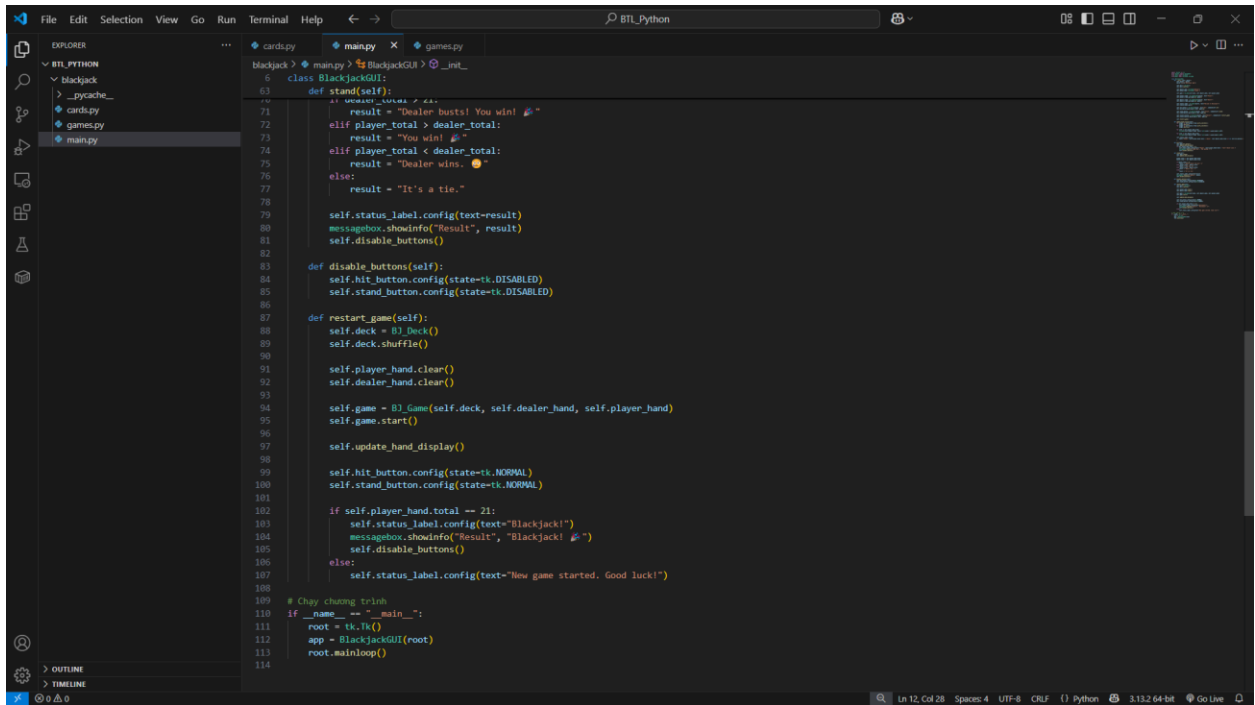 File Edit Selection View Go Run Terminal Help
BTL_Python
EXPLORER
BTL_PYTHON
blackjack
__pycache__
cards.py
games.py
main.py
OUTLINE
TIMELINE
cards.py
main.py
games.py
blackjack > main.py > BlackjackGUI > __init__
6 class BlackjackGUI:
63 def stand(self):
70 if dealer_total > 21:
71 result = "Dealer busts! You win! 🎉"
72 elif player_total > dealer_total:
73 result = "You win! 🎉"
74 elif player_total < dealer_total:
75 result = "Dealer wins. 😁"
76 else:
77 result = "It's a tie."
78
79 self.status_label.config(text=result)
80 messagebox.showinfo("Result", result)
81 self.disable_buttons()
82
83 def disable_buttons(self):
84 self.hit_button.config(state=tk.DISABLED)
85 self.stand_button.config(state=tk.DISABLED)
86
87 def restart_game(self):
88 self.deck = BJ_Deck()
89 self.deck.shuffle()
90
91 self.player_hand.clear()
92 self.dealer_hand.clear()
93
94 self.game = BJ_Game(self.deck, self.dealer_hand, self.player_hand)
95 self.game.start()
96
97 self.update_hand_display()
98
99 self.hit_button.config(state=tk.NORMAL)
100 self.stand_button.config(state=tk.NORMAL)
101
102 if self.player_hand.total == 21:
103 self.status_label.config(text="Blackjack!")
104 messagebox.showinfo("Result", "Blackjack! 🎉")
105 self.disable_buttons()
106 else:
107 self.status_label.config(text="New game started. Good luck!")
108
109 # Chạy chương trình
110 if __name__ == "__main__":
111 root = tk.Tk()
112 app = BlackjackGUI(root)
113 root.mainloop()
114
0 0
Ln 12, Col 28 Spaces: 4 UTF-8 CRLF {} Python 3.13.2 64-bit Go Live